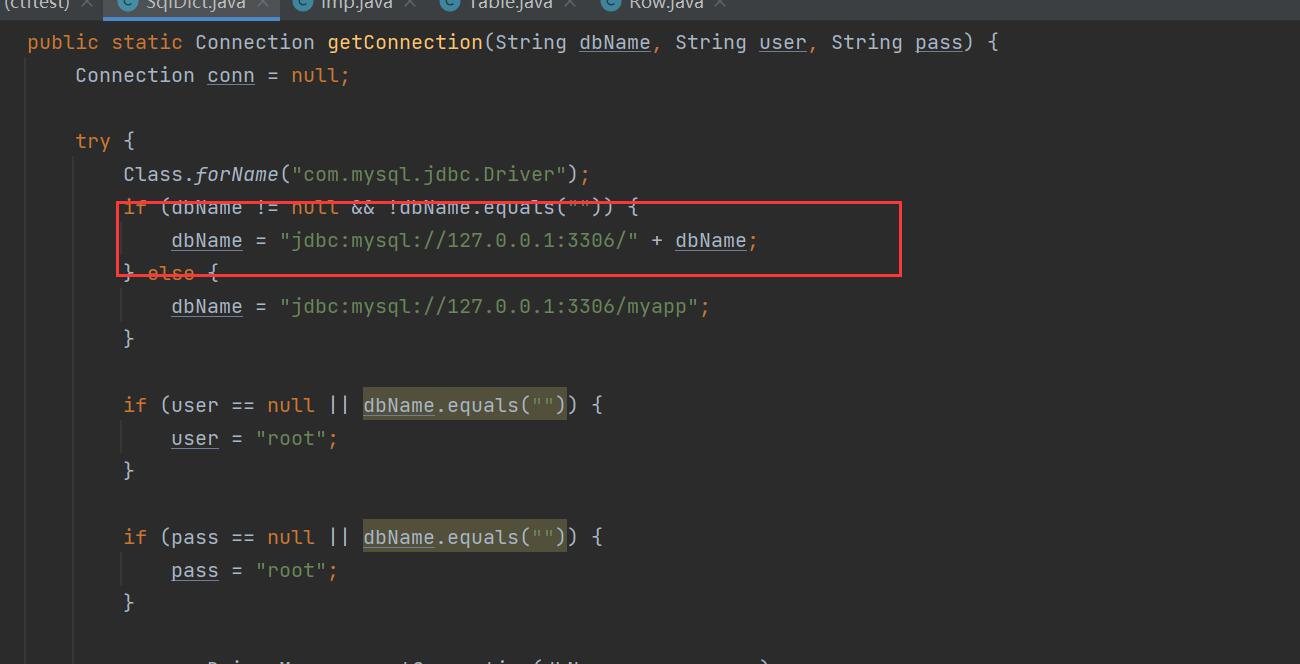 (ctftest) SqlDict.java Imp.java Table.java Row.java
public static Connection getConnection(String dbName, String user, String pass) {
Connection conn = null;
try {
Class.forName("com.mysql.jdbc.Driver");
if (dbName != null && !dbName.equals("")) {
dbName = "jdbc:mysql://127.0.0.1:3306/" + dbName;
} else {
dbName = "jdbc:mysql://127.0.0.1:3306/myapp";
}
if (user == null || dbName.equals("")) {
user = "root";
}
if (pass == null || dbName.equals("")) {
pass = "root";
}